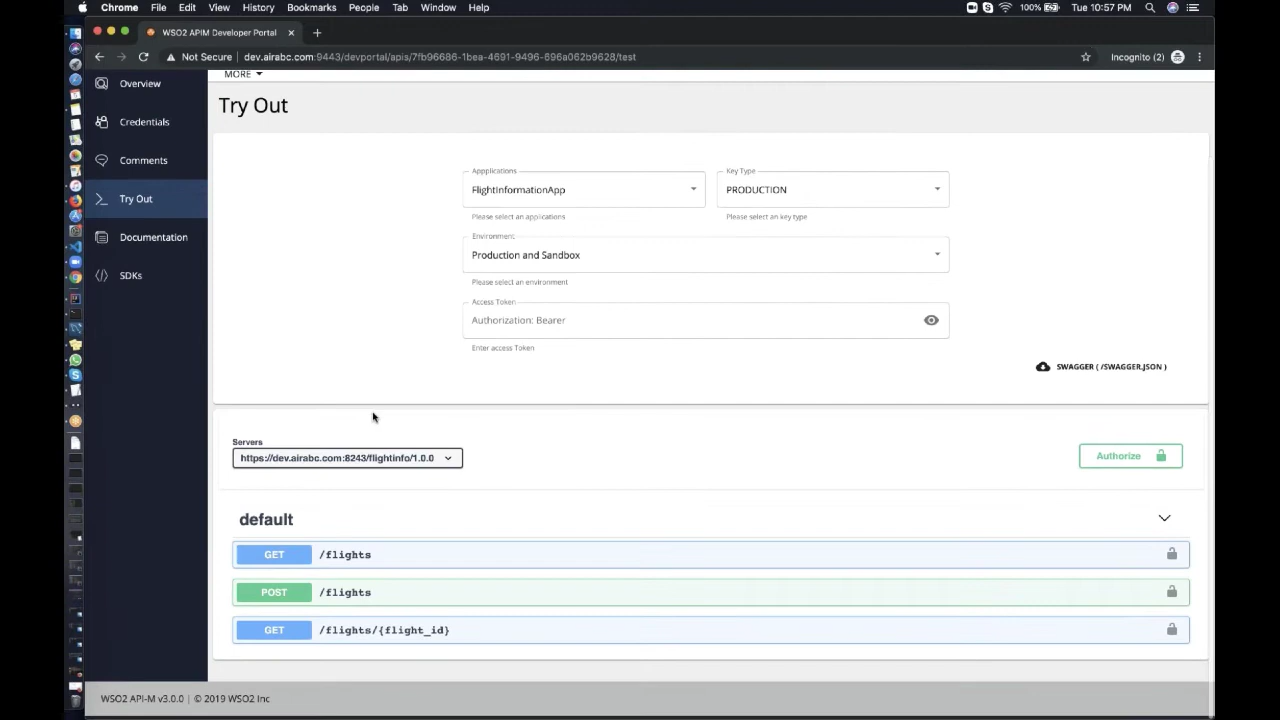 Chrome File Edit View History Bookmarks People Tab Window Help 100% Tue 10:57 PM
WSO2 APIM Developer Portal
Not Secure dev.airabc.com:9443/devportal/apis/7fb96686-1bea-4691-9496-696a062b9628/test Incognito (2)
Overview
Credentials
Comments
Try Out
Documentation
SDKs
MORE
Try Out
Appplications
FlightInformationApp
Please select an applications
Key Type
PRODUCTION
Please select an key type
Environment
Production and Sandbox
Please select an environment
Access Token
Authorization: Bearer
Enter access Token
SWAGGER ( /SWAGGER.JSON )
Servers
https://dev.airabc.com:8243/flightinfo/1.0.0
Authorize
default
GET /flights
POST /flights
GET /flights/{flight_id}
WSO2 API-M v3.0.0 | © 2019 WSO2 Inc